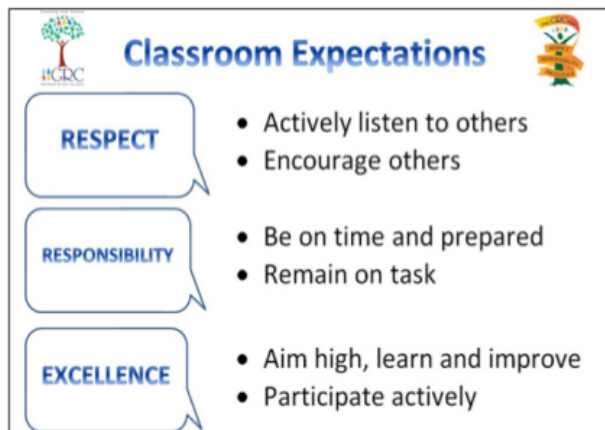 GRC
Classroom Expectations
RESPECT
• Actively listen to others
• Encourage others
RESPONSIBILITY
• Be on time and prepared
• Remain on task
EXCELLENCE
• Aim high, learn and improve
• Participate actively